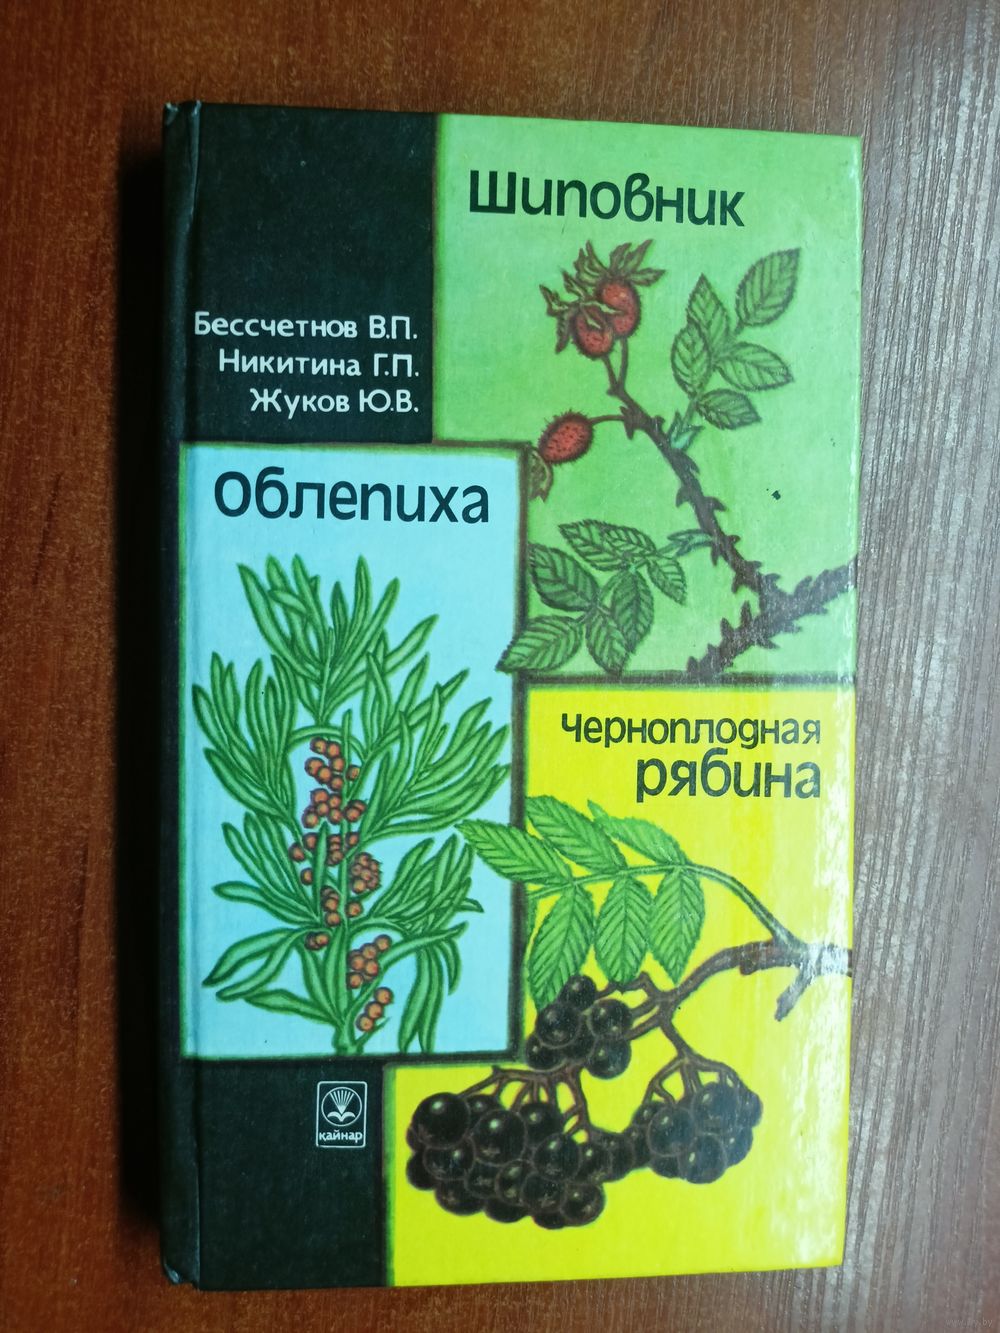 Шиповник
Бессчетнов В.П.
Никитина Г.П.
Жуков Ю.В.
Облепиха
Черноплодная
рябина
қайнар